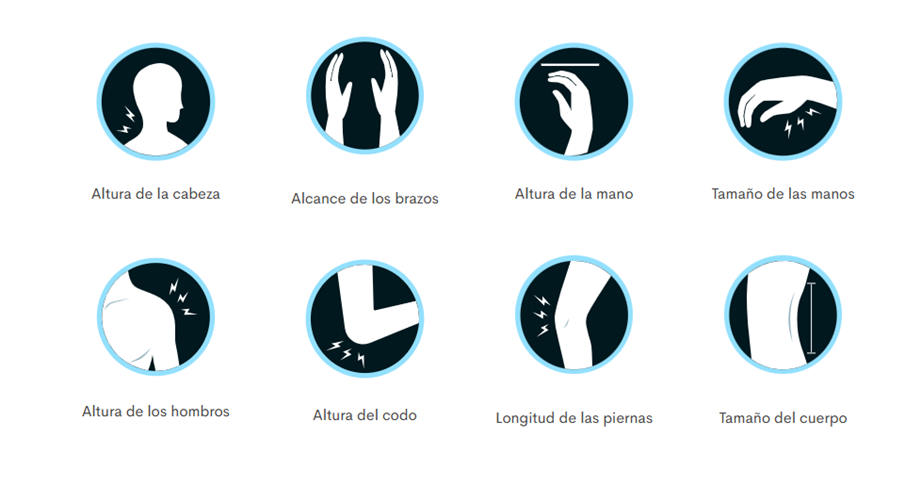 Altura de la cabeza
Alcance de los brazos
Altura de la mano
Tamaño de las manos
Altura de los hombros
Altura del codo
Longitud de las piernas
Tamaño del cuerpo